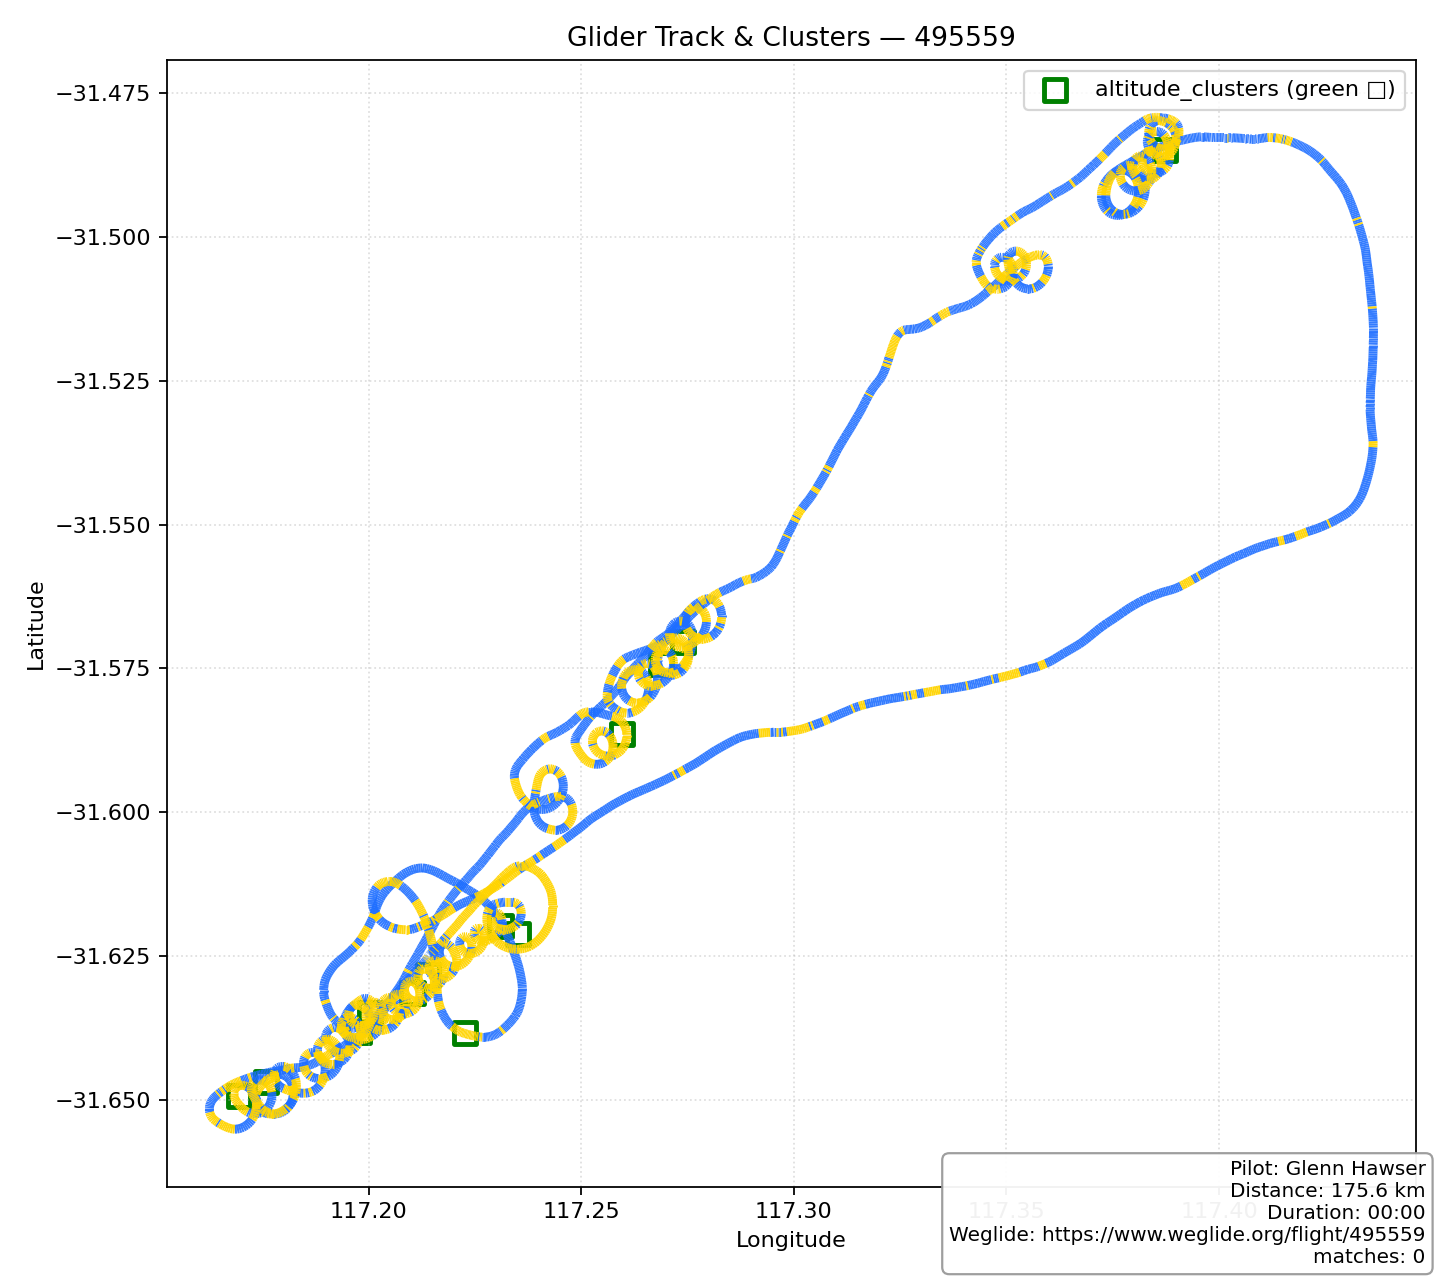 Glider Track & Clusters — 495559
altitude_clusters (green □)
−31.475
−31.500
−31.525
−31.550
−31.575
−31.600
−31.625
−31.650
Latitude
117.20
117.25
117.30
117.35
117.40
Longitude
Pilot: Glenn Hawser
Distance: 175.6 km
Duration: 00:00
Weglide: https://www.weglide.org/flight/495559
matches: 0